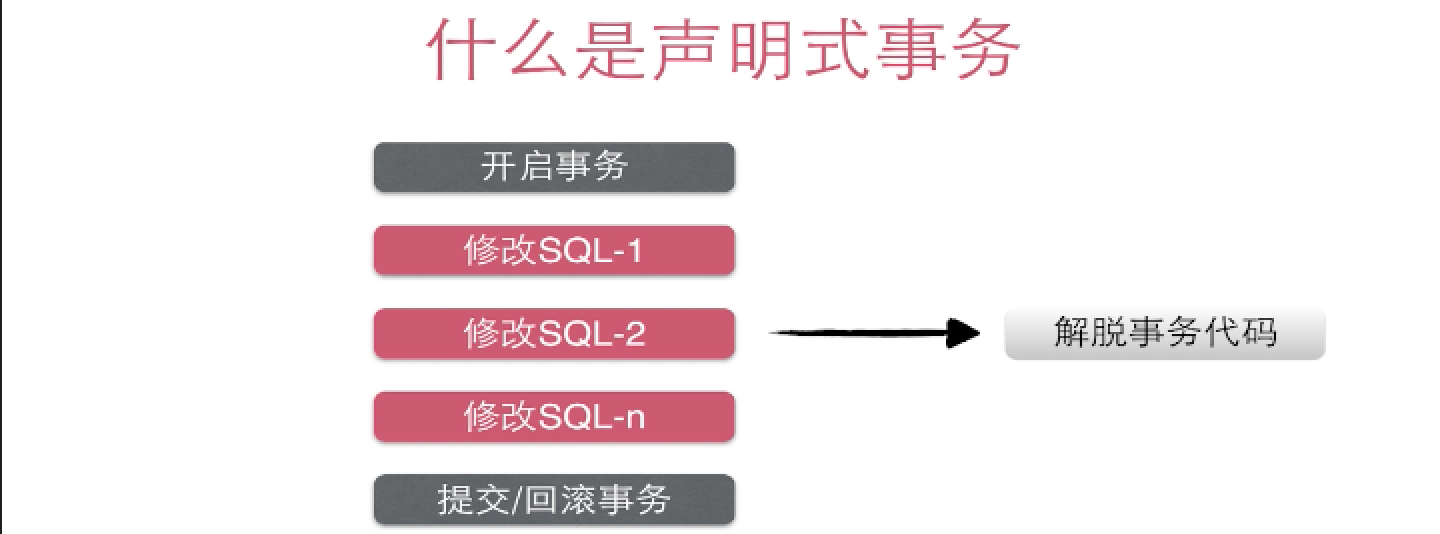 什么是声明式事务
开启事务
修改SQL-1
修改SQL-2
解脱事务代码
修改SQL-n
提交/回滚事务